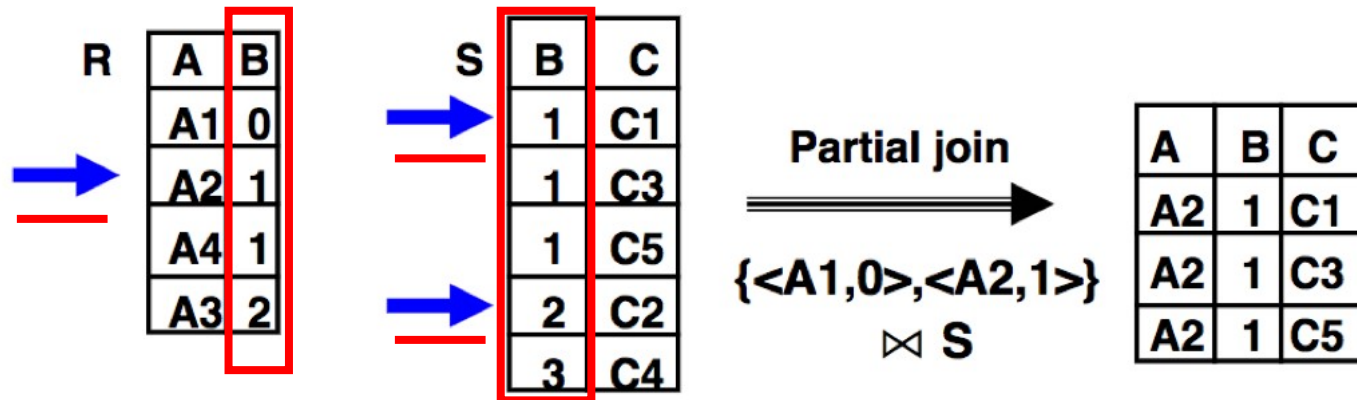 R
A B
A1 0
A2 1
A4 1
A3 2
S
B C
1 C1
1 C3
1 C5
2 C2
3 C4
Partial join
{<A1,0>,<A2,1>}
⋈ S
A B C
A2 1 C1
A2 1 C3
A2 1 C5